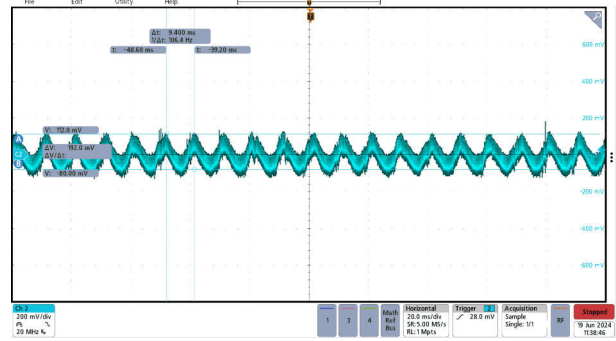 File Edit Utility Help
Δt: 9.400 ms
1/Δt: 106.4 Hz
t: -48.60 ms
t: -39.20 ms
600 mV
400 mV
200 mV
V: 112.0 mV
A
ΔV: 192.0 mV
ΔV/Δt:
C2
B
V: -80.00 mV
-200 mV
-400 mV
-600 mV
Ch 2
200 mV/div
20 MHz
1
3
4
Math
Ref
Bus
Horizontal
20.0 ms/div
SR: 5.00 MS/s
RL: 1 Mpts
Trigger 2
28.0 mV
Acquisition
Sample
Single: 1/1
RF
Stopped
19 Jun 2024
11:38:46